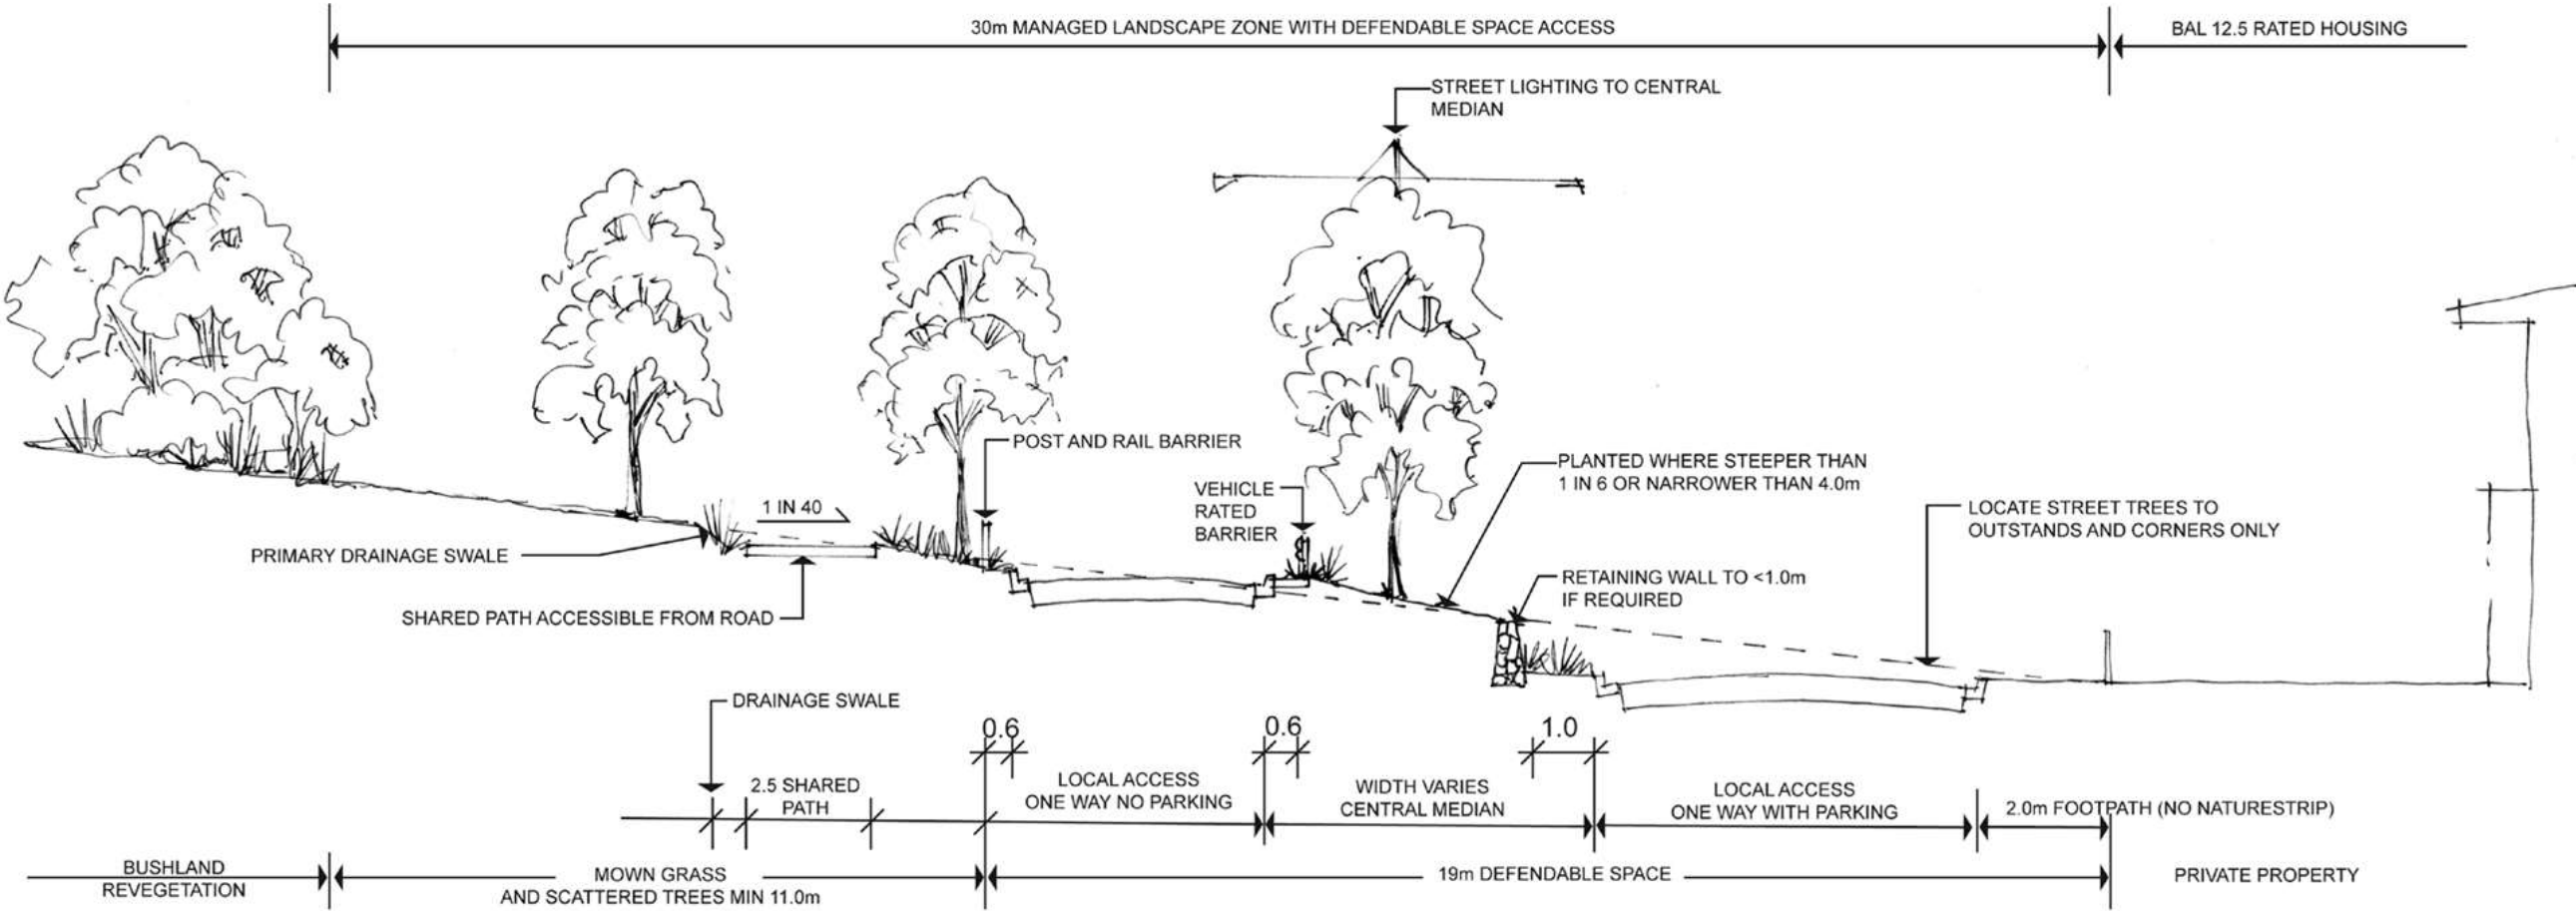 30m MANAGED LANDSCAPE ZONE WITH DEFENDABLE SPACE ACCESS
BAL 12.5 RATED HOUSING
STREET LIGHTING TO CENTRAL
MEDIAN
POST AND RAIL BARRIER
VEHICLE
RATED
BARRIER
PLANTED WHERE STEEPER THAN
1 IN 6 OR NARROWER THAN 4.0m
LOCATE STREET TREES TO
OUTSTANDS AND CORNERS ONLY
1 IN 40
PRIMARY DRAINAGE SWALE
SHARED PATH ACCESSIBLE FROM ROAD
RETAINING WALL TO <1.0m
IF REQUIRED
DRAINAGE SWALE
0.6
0.6
1.0
2.5 SHARED
PATH
LOCAL ACCESS
ONE WAY NO PARKING
WIDTH VARIES
CENTRAL MEDIAN
LOCAL ACCESS
ONE WAY WITH PARKING
2.0m FOOTPATH (NO NATURESTRIP)
BUSHLAND
REVEGETATION
MOWN GRASS
AND SCATTERED TREES MIN 11.0m
19m DEFENDABLE SPACE
PRIVATE PROPERTY